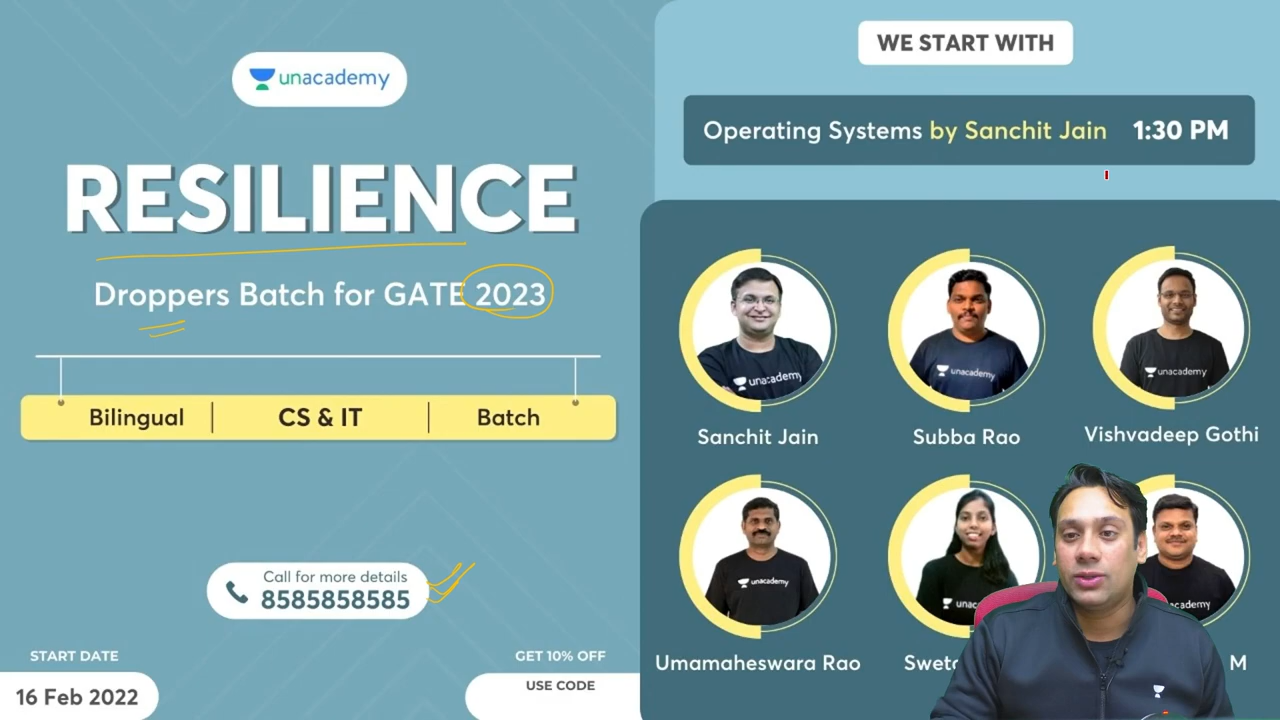 unacademy
RESILIENCE
Droppers Batch for GATE 2023
Bilingual CS & IT Batch
Call for more details
8585858585
START DATE
16 Feb 2022
GET 10% OFF
USE CODE
WE START WITH
Operating Systems by Sanchit Jain 1:30 PM
unacademy
unacademy
unacademy
Sanchit Jain
Subba Rao
Vishvadeep Gothi
unacademy
Umamaheswara Rao
M